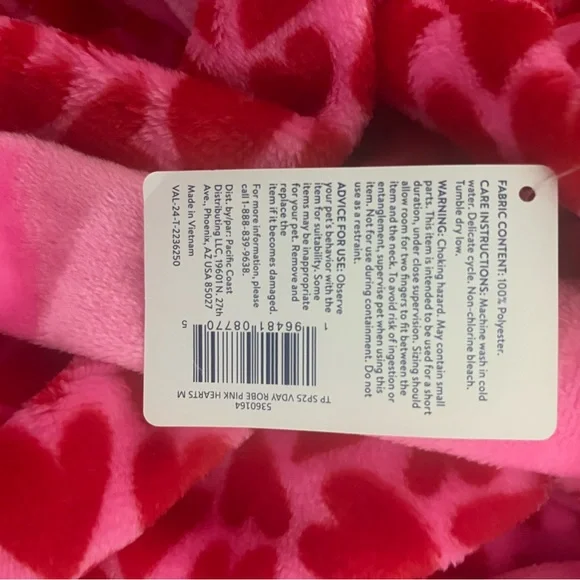 FABRIC CONTENT: 100% Polyester.
CARE INSTRUCTIONS: Machine wash in cold
water. Delicate cycle. Non-chlorine bleach.
Tumble dry low.
WARNING: Choking hazard. May contain small
parts. This item is intended to be used for a short
duration, under close supervision. Sizing should
allow room for two fingers to fit between the
item and the neck. To avoid risk of ingestion or
entanglement, supervise pet when using this
item. Not for use during containment. Do not
use as a restraint.
ADVICE FOR USE: Observe
your pet's behavior with the
item for suitability. Some
items may be inappropriate
for your pet. Remove and
replace the
item if it becomes damaged.
For more information, please
call 1-888-839-9638.
Dist. by/par: Pacific Coast
Distributing LLC, 19601 N. 27th
Ave., Phoenix, AZ USA 85027
Made in Vietnam
VAL-24-T-2236250
5360164
TP SP25 VDAY ROBE PINK HEARTS M
1 96481 08770 5